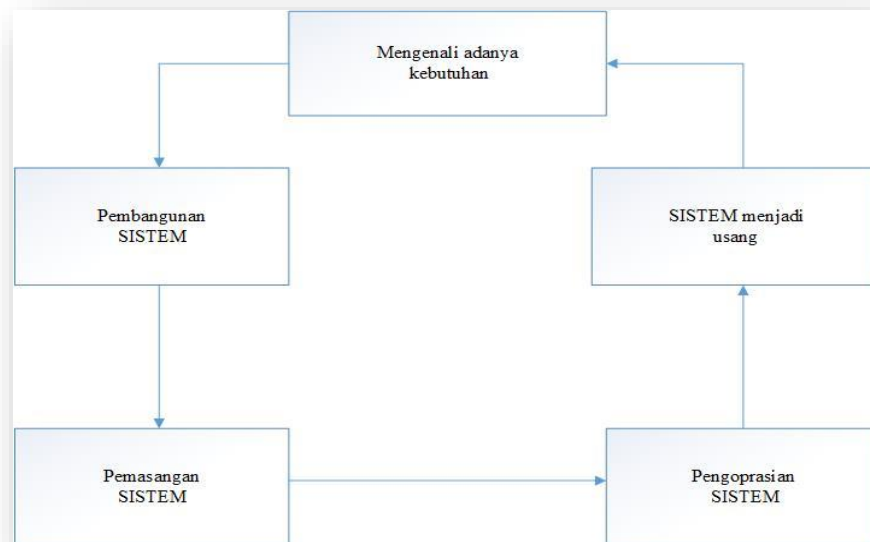 Mengenali adanya
kebutuhan
Pembangunan
SISTEM
SISTEM menjadi
usang
Pemasangan
SISTEM
Pengoprasian
SISTEM